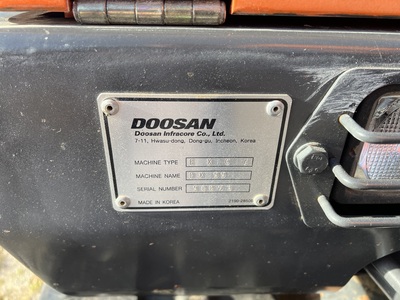 DOOSAN
Doosan Infracore Co., Ltd.
7-11, Hwasu-dong, Dong-gu, Incheon, Korea
MACHINE TYPE
MACHINE NAME
SERIAL NUMBER
MADE IN KOREA